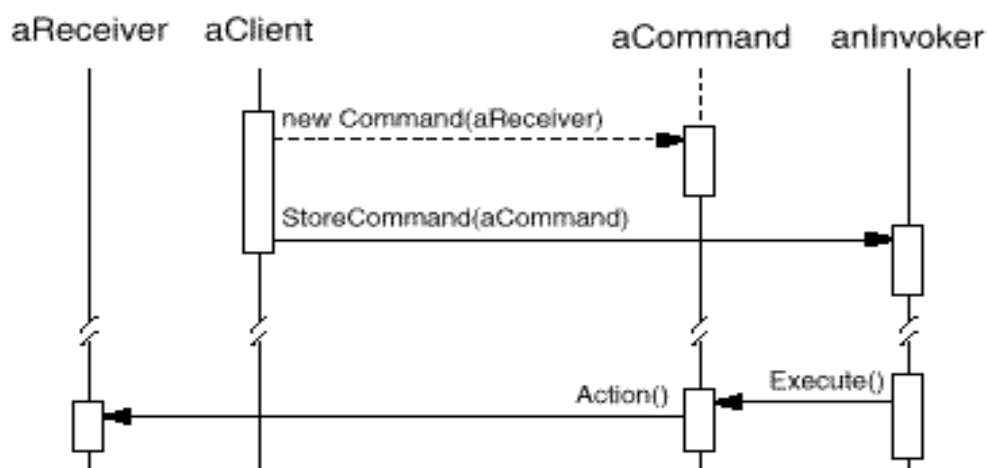 aReceiver aClient aCommand anInvoker
new Command(aReceiver)
StoreCommand(aCommand)
Execute()
Action()